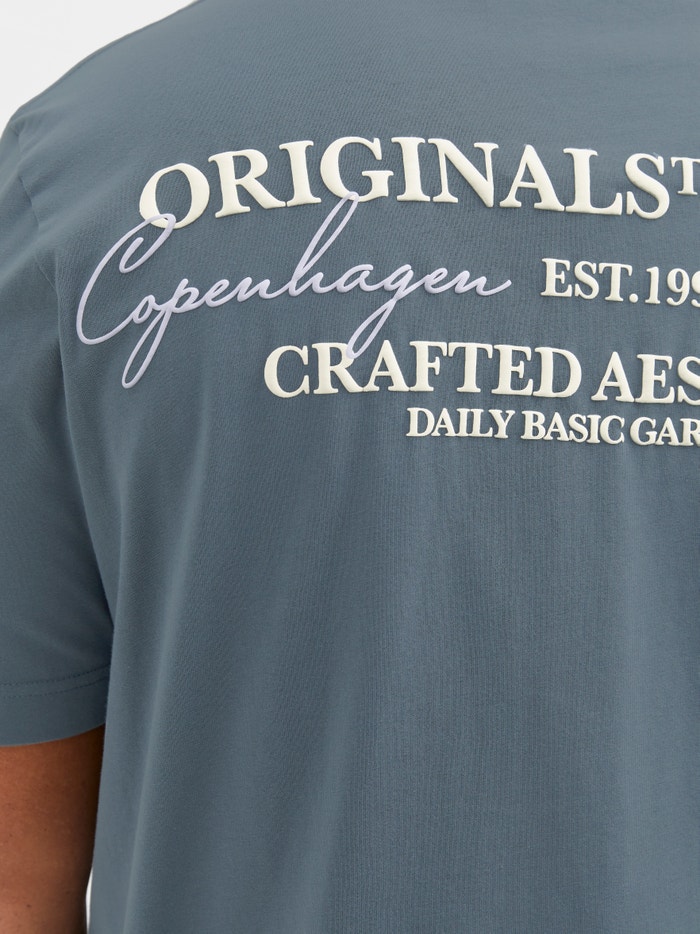 ORIGINALS
Copenhagen EST.199
CRAFTED AES
DAILY BASIC GAR